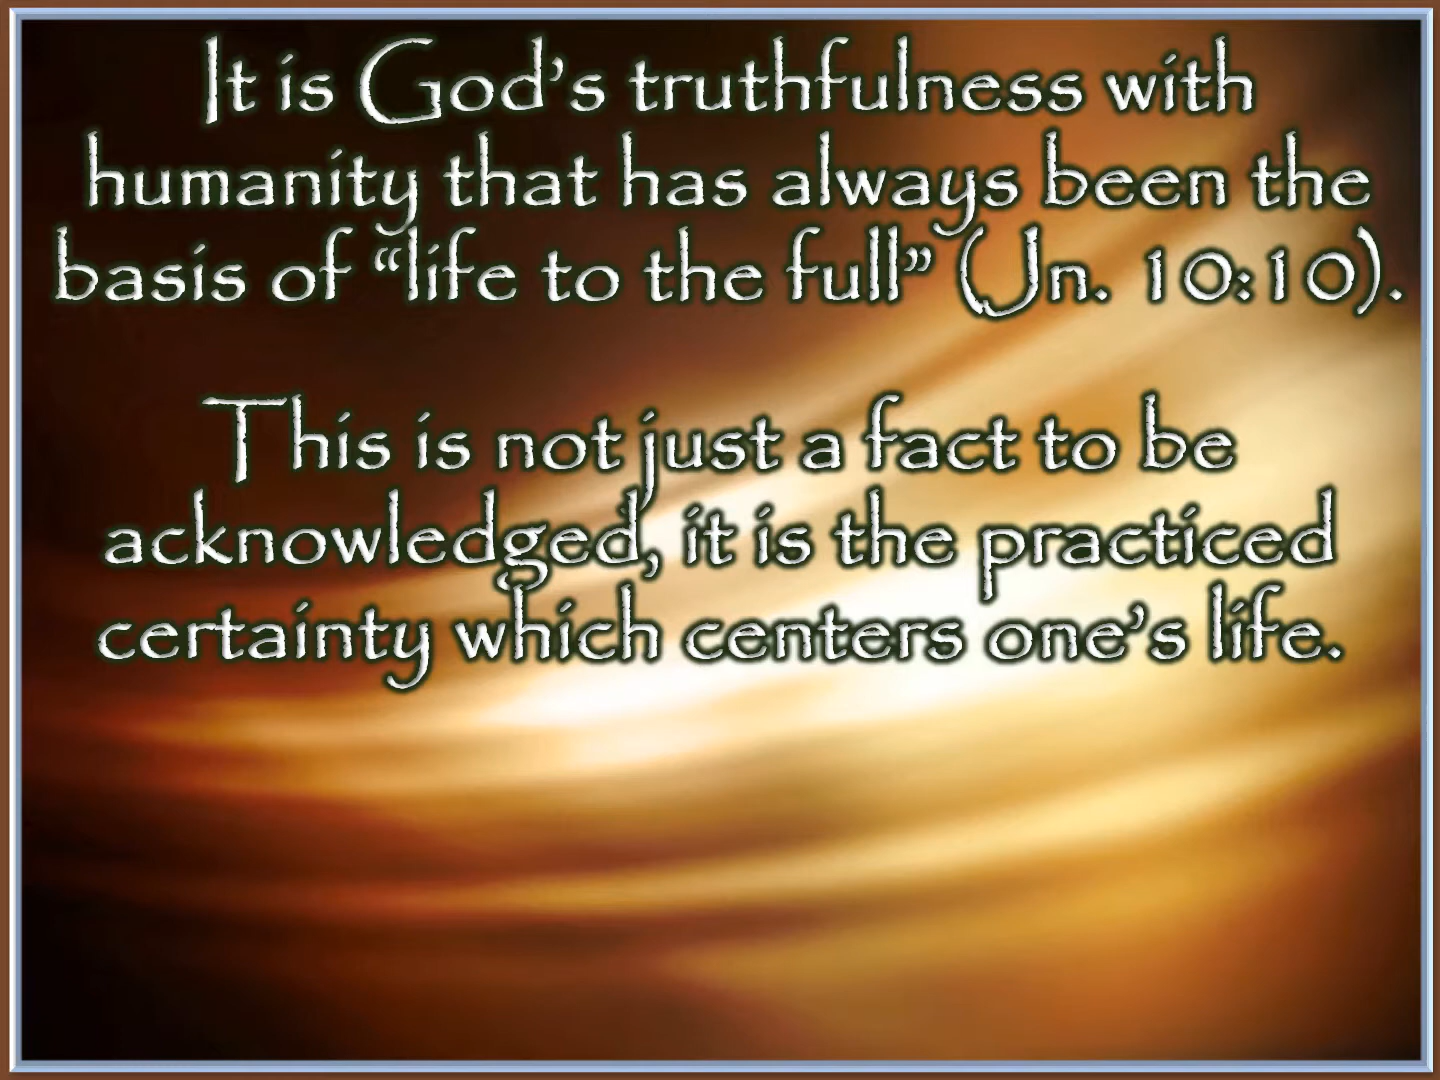 It is God’s truthfulness with
humanity that has always been the
basis of “life to the full” (Jn. 10:10).
This is not just a fact to be
acknowledged, it is the practiced
certainty which centers one’s life.